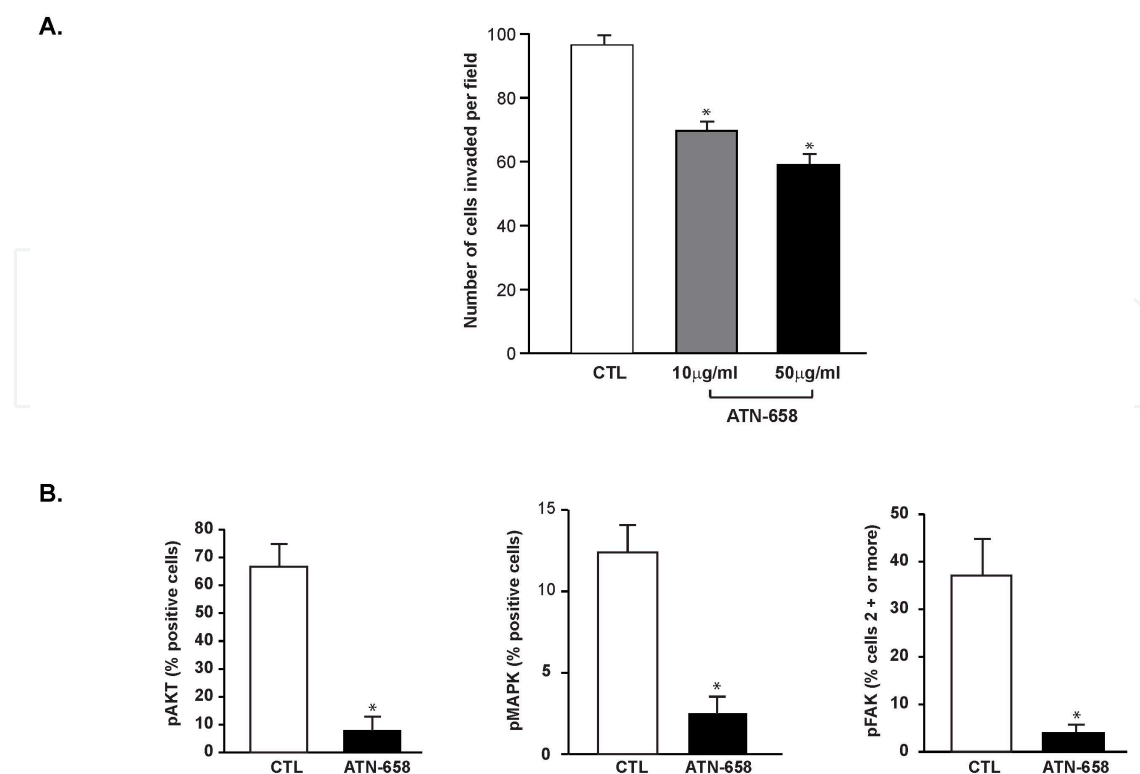 A.
Number of cells invaded per field
100
80
60
40
20
0
*
*
CTL
10µg/ml
50µg/ml
ATN-658
B.
pAKT (% positive cells)
80
70
60
50
40
30
20
10
0
*
CTL
ATN-658
pMAPK (% positive cells)
15
10
5
0
*
CTL
ATN-658
pFAK (% cells 2 + or more)
50
40
30
20
10
0
*
CTL
ATN-658